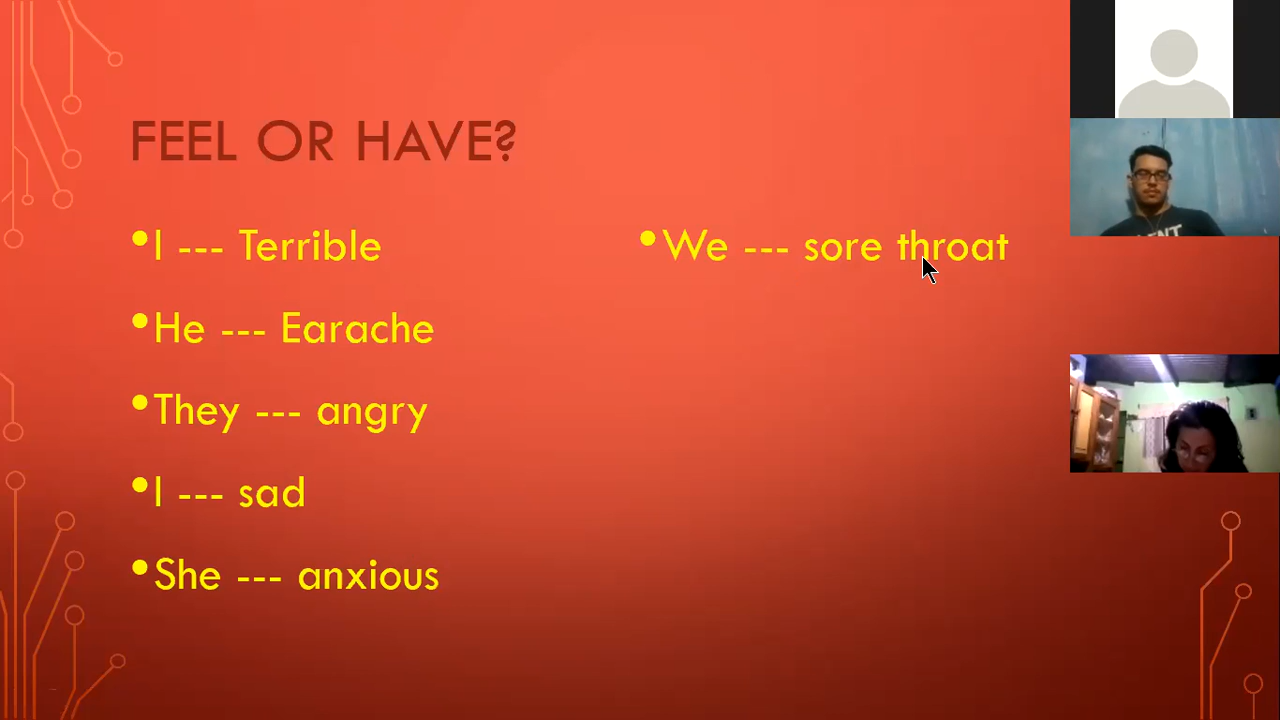 FEEL OR HAVE?
•I --- Terrible
•He --- Earache
•They --- angry
•I --- sad
•She --- anxious
•We --- sore throat